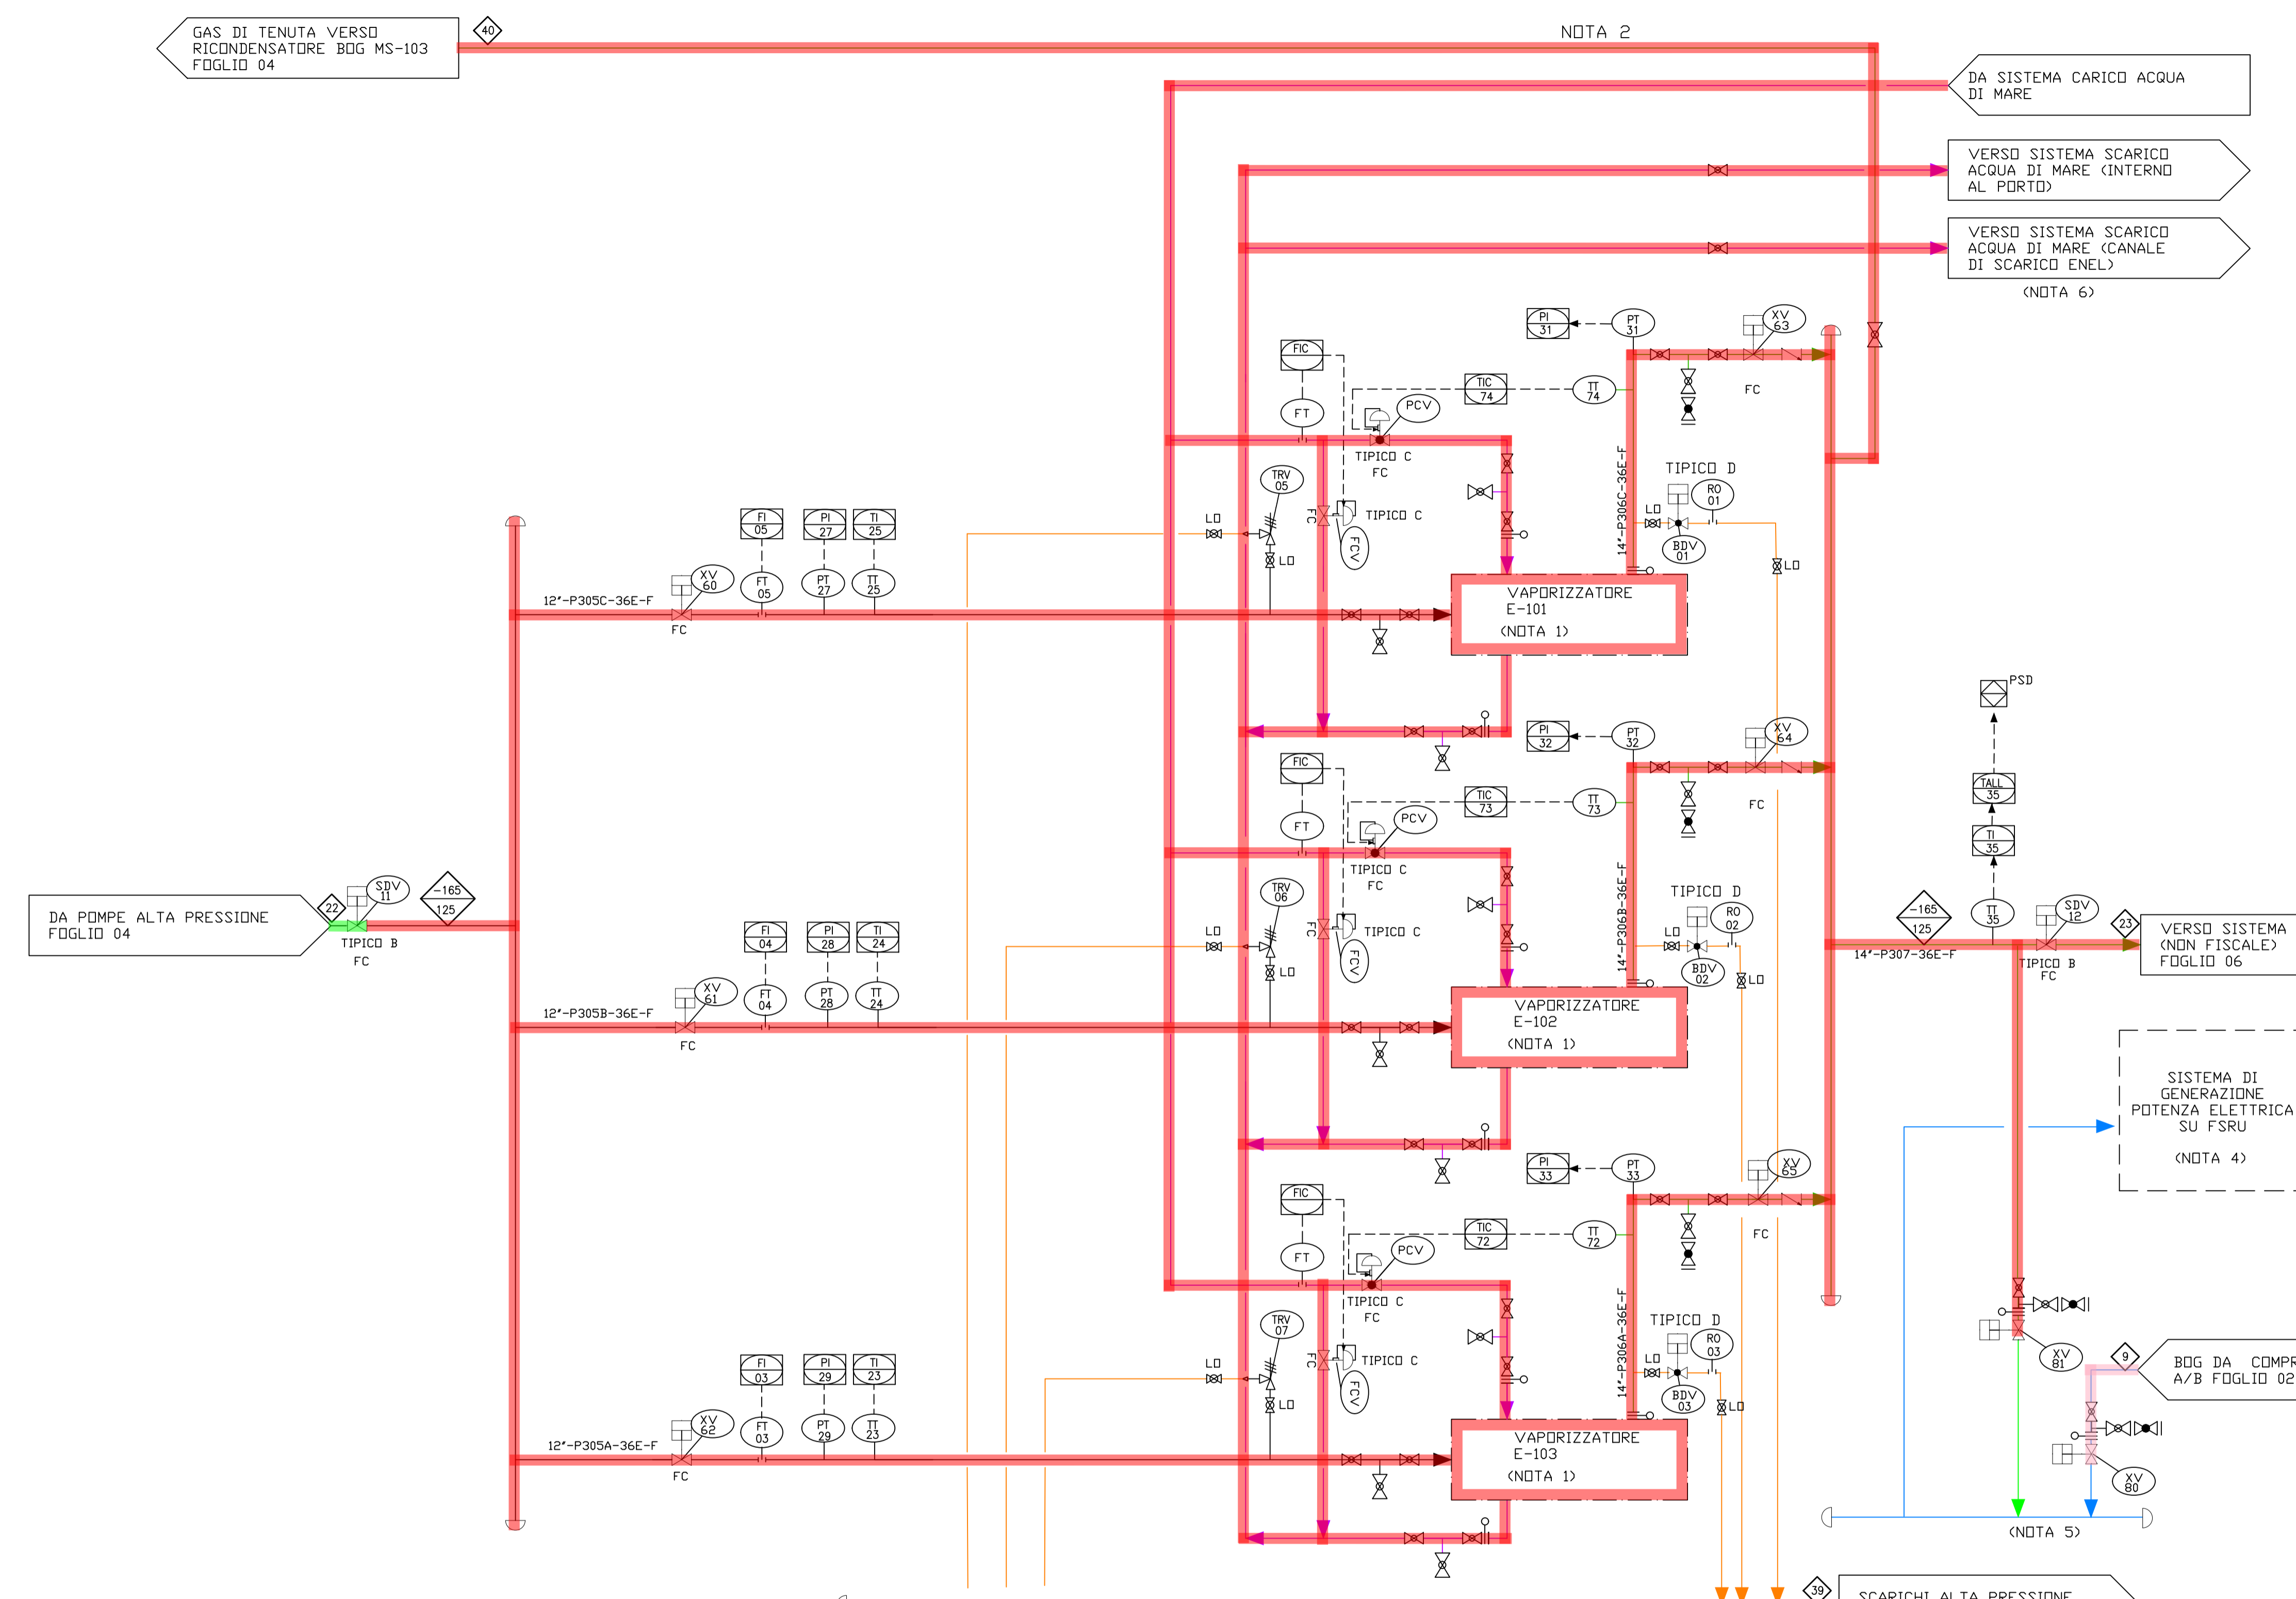 GAS DI TENUTA VERSO
RICONDENSATORE BOG MS-103
FOGLIO 04
40
NOTA 2
DA SISTEMA CARICO ACQUA
DI MARE
VERSO SISTEMA SCARICO
ACQUA DI MARE (INTERNO
AL PORTO)
VERSO SISTEMA SCARICO
ACQUA DI MARE (CANALE
DI SCARICO ENEL)
(NOTA 6)
PI
31
PT
31
XV
63
FC
FIC
FT
TIC
74
TT
74
PCV
TIPICO C
FC
TRV
05
LO
LO
FC
TIPICO C
FCV
14"-P306C-36E-F
TIPICO D
RO
01
LO
BDV
01
LO
FI
05
PI
27
TI
25
XV
60
FT
05
PT
27
TT
25
12"-P305C-36E-F
FC
VAPORIZZATORE
E-101
(NOTA 1)
PSD
PI
32
PT
32
XV
64
FC
FIC
FT
TIC
73
TT
73
PCV
TIPICO C
FC
TALL
35
TI
35
TT
35
DA POMPE ALTA PRESSIONE
FOGLIO 04
22
SDV
11
TIPICO B
FC
-165
125
TRV
06
LO
LO
FC
TIPICO C
FCV
14"-P306B-36E-F
TIPICO D
RO
02
LO
BDV
02
LO
-165
125
14"-P307-36E-F
SDV
12
TIPICO B
FC
23
VERSO SISTEMA
(NON FISCALE)
FOGLIO 06
FI
04
PI
28
TI
24
XV
61
FT
04
PT
28
TT
24
12"-P305B-36E-F
FC
VAPORIZZATORE
E-102
(NOTA 1)
SISTEMA DI
GENERAZIONE
POTENZA ELETTRICA
SU FSRU
(NOTA 4)
PI
33
PT
33
XV
65
FC
FIC
FT
TIC
72
TT
72
PCV
TIPICO C
FC
TRV
07
LO
LO
FC
TIPICO C
FCV
14"-P306A-36E-F
TIPICO D
RO
03
LO
BDV
03
LO
XV
81
9
BOG DA COMPR
A/B FOGLIO 02
XV
80
(NOTA 5)
FI
03
PI
29
TI
23
XV
62
FT
03
PT
29
TT
23
12"-P305A-36E-F
FC
VAPORIZZATORE
E-103
(NOTA 1)
39
SCARICHI ALTA PRESSIONE